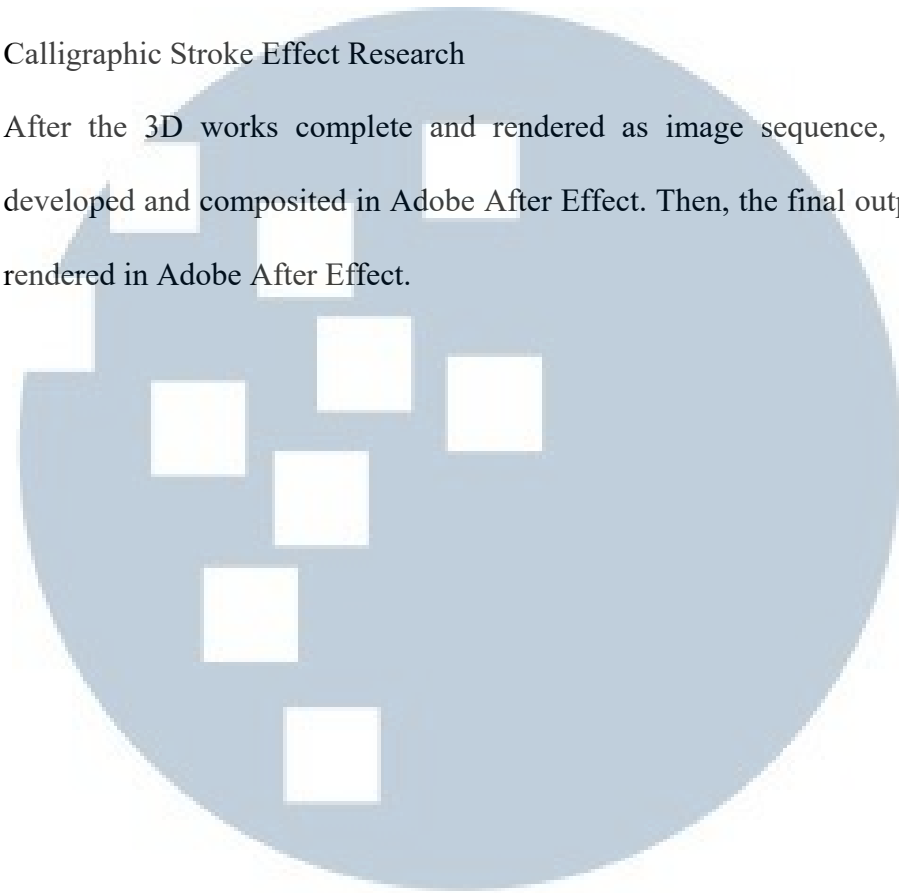 Calligraphic Stroke Effect Research
After the 3D works complete and rendered as image sequence,
developed and composited in Adobe After Effect. Then, the final
rendered in Adobe After Effect.